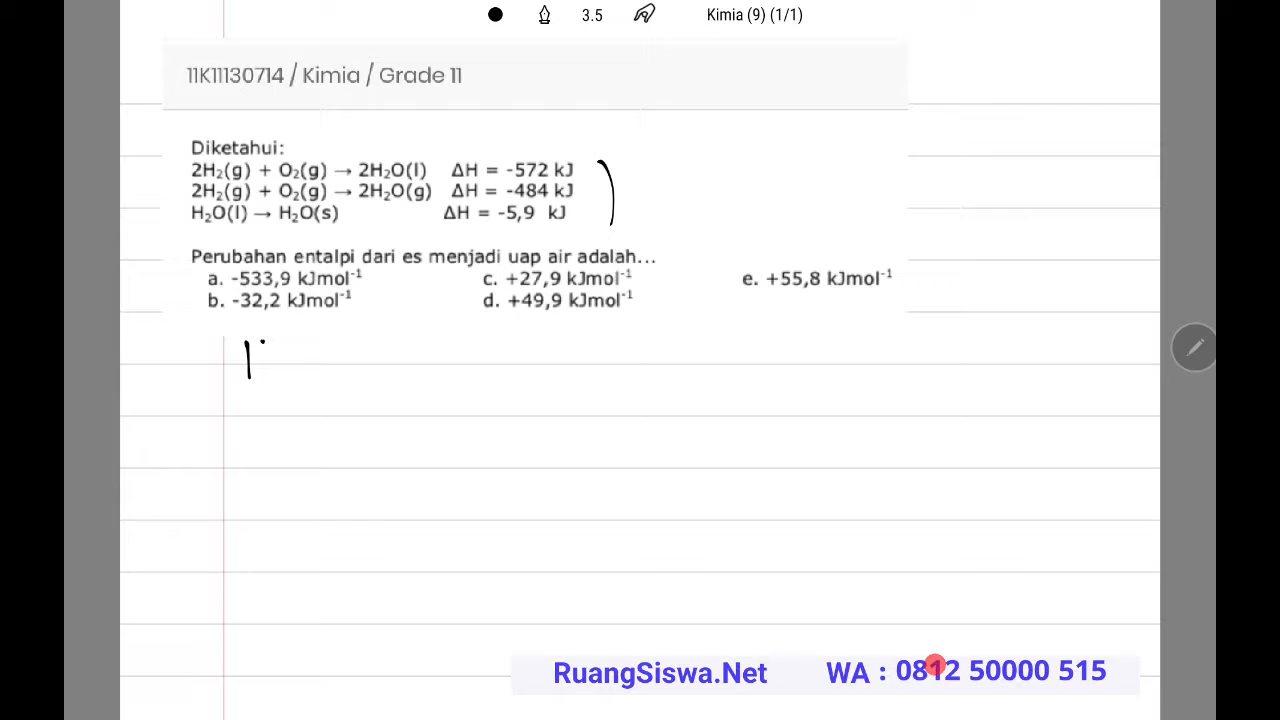 3.5 Kimia (9) (1/1)
11K11130714 / Kimia / Grade 11
Diketahui:
2H₂(g) + O₂(g) → 2H₂O(l) ΔH = -572 kJ
2H₂(g) + O₂(g) → 2H₂O(g) ΔH = -484 kJ
H₂O(l) → H₂O(s) ΔH = -5,9 kJ
Perubahan entalpi dari es menjadi uap air adalah...
a. -533,9 kJmol⁻¹ c. +27,9 kJmol⁻¹ e. +55,8 kJmol⁻¹
b. -32,2 kJmol⁻¹ d. +49,9 kJmol⁻¹
RuangSiswa.Net WA : 0812 50000 515